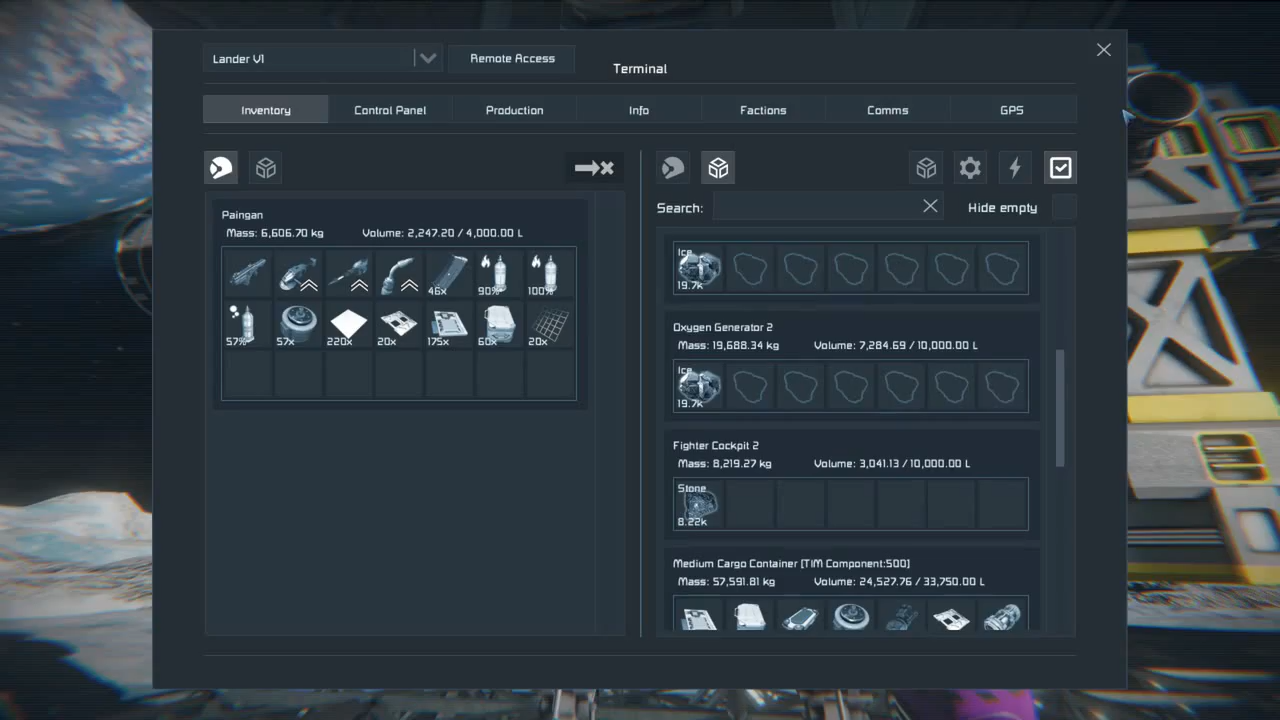 Lander V1
Remote Access
Terminal
Inventory
Control Panel
Production
Info
Factions
Comms
GPS
Paingan
Mass: 6,606.70 kg Volume: 2,247.20 / 4,000.00 L
46x 90% 100%
57% 57x 220x 20x 175x 60x 20x
Search:
Hide empty
Ice
19.7k
Oxygen Generator 2
Mass: 19,688.34 kg Volume: 7,284.69 / 10,000.00 L
Ice
19.7k
Fighter Cockpit 2
Mass: 8,219.27 kg Volume: 3,041.13 / 10,000.00 L
Stone
8.22k
Medium Cargo Container [TIM Component:500]
Mass: 57,591.81 kg Volume: 24,527.76 / 33,750.00 L